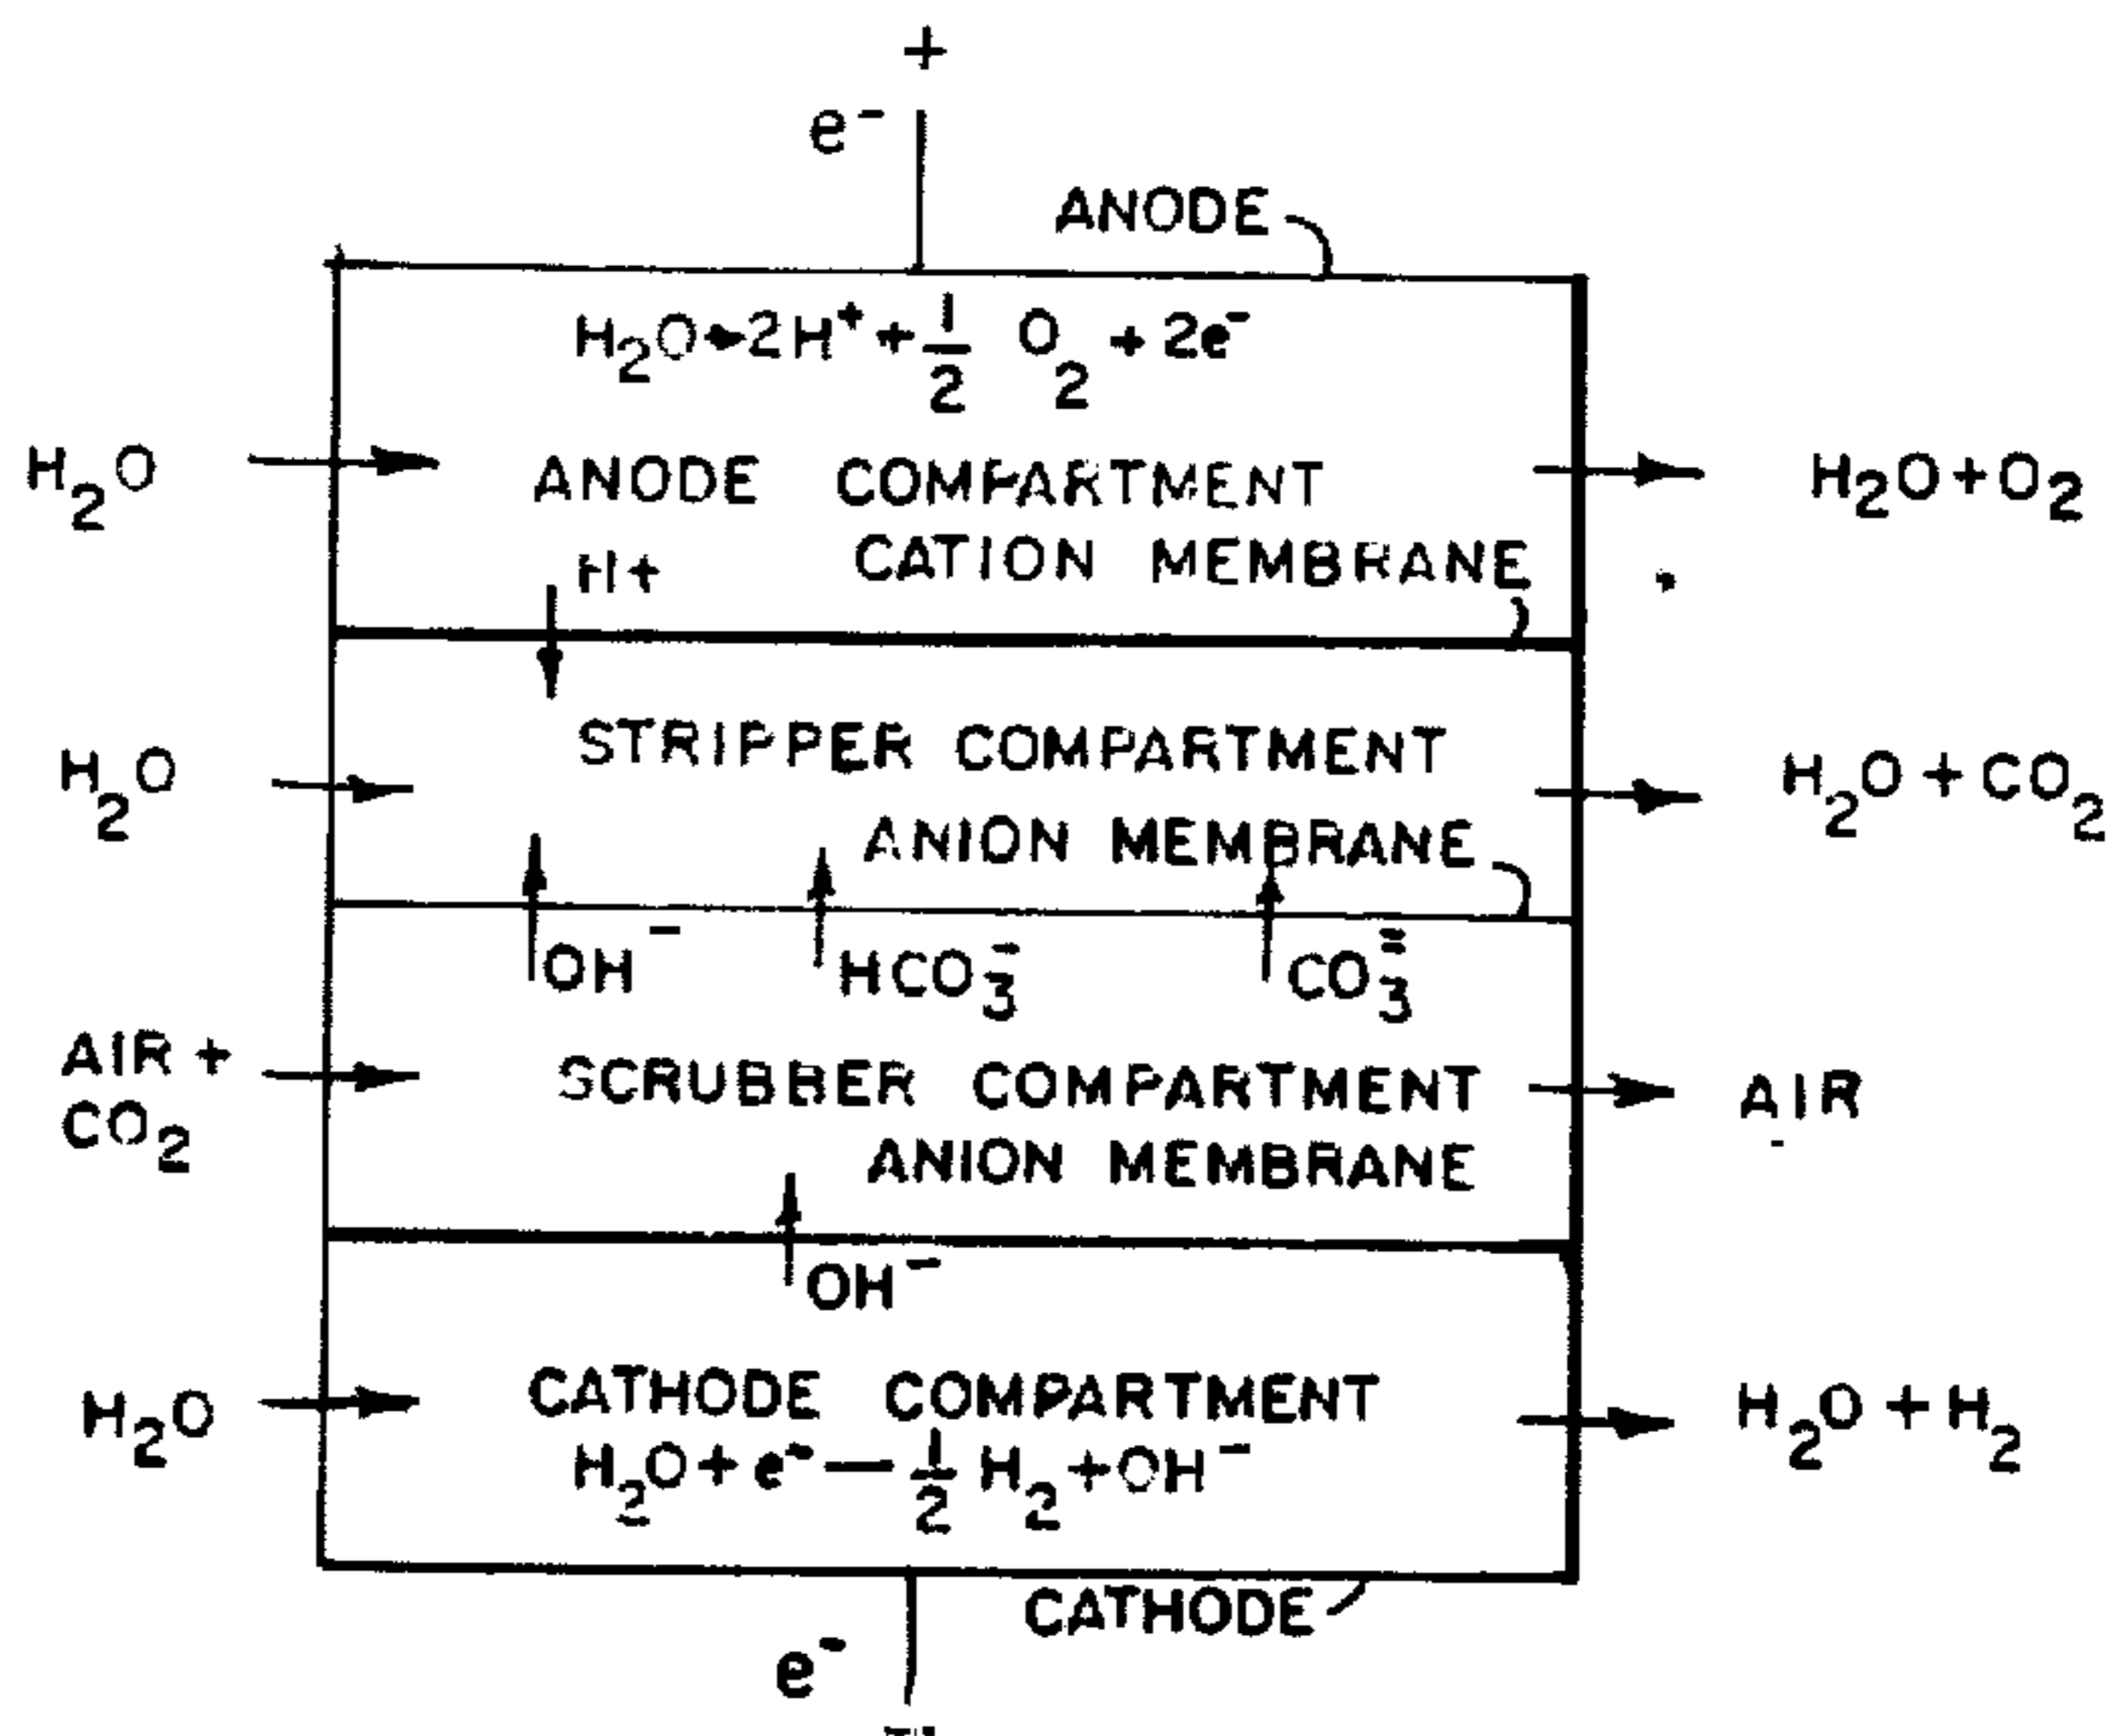 +
e⁻
ANODE
H₂O→2H⁺+1/2 O₂+2e⁻
H₂O
ANODE COMPARTMENT
H₂O+O₂
H+
CATION MEMBRANE
H₂O
STRIPPER COMPARTMENT
H₂O+CO₂
ANION MEMBRANE
OH⁻
HCO₃⁻
CO₃⁼
AIR +
CO₂
SCRUBBER COMPARTMENT
AIR
ANION MEMBRANE
OH⁻
H₂O
CATHODE COMPARTMENT
H₂O+H₂
H₂O+e⁻—1/2 H₂+OH⁻
CATHODE
e⁻